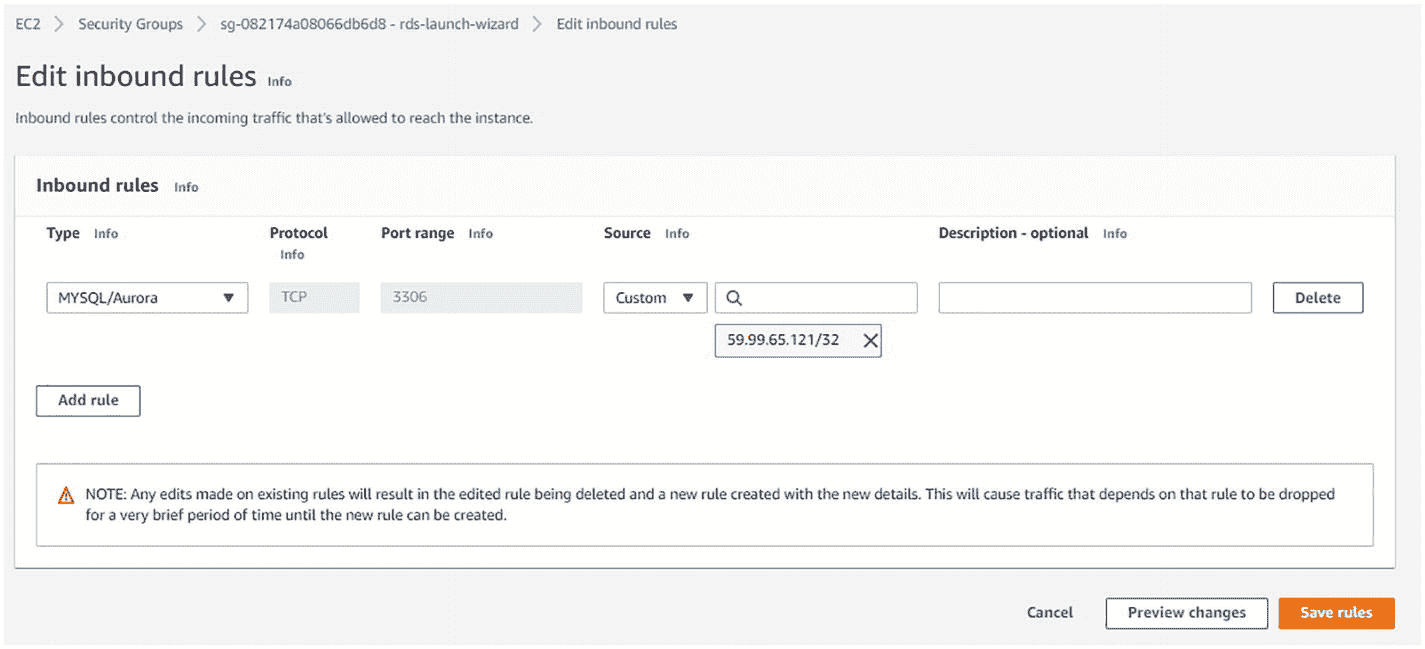 EC2 > Security Groups > sg-082174a08066db6d8 - rds-launch-wizard > Edit inbound rules
Edit inbound rules Info
Inbound rules control the incoming traffic that's allowed to reach the instance.
Inbound rules Info
Type Info Protocol Port range Info Source Info Description - optional Info
Info
MYSQL/Aurora TCP 3306 Custom Delete
59.99.65.121/32
Add rule
NOTE: Any edits made on existing rules will result in the edited rule being deleted and a new rule created with the new details. This will cause traffic that depends on that rule to be dropped
for a very brief period of time until the new rule can be created.
Cancel Preview changes Save rules